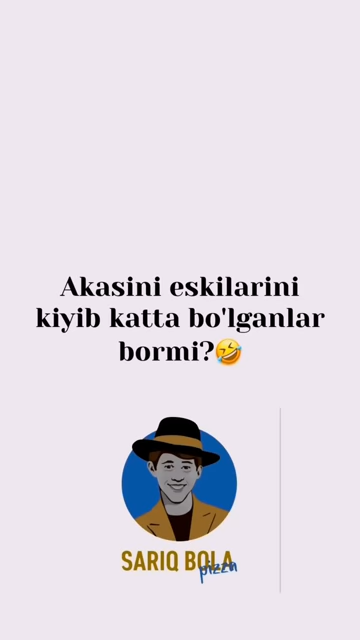 Akasini eskilarini
kiyib katta bo'lganlar
bormi?🤣
SARIQ BOLA
pizza